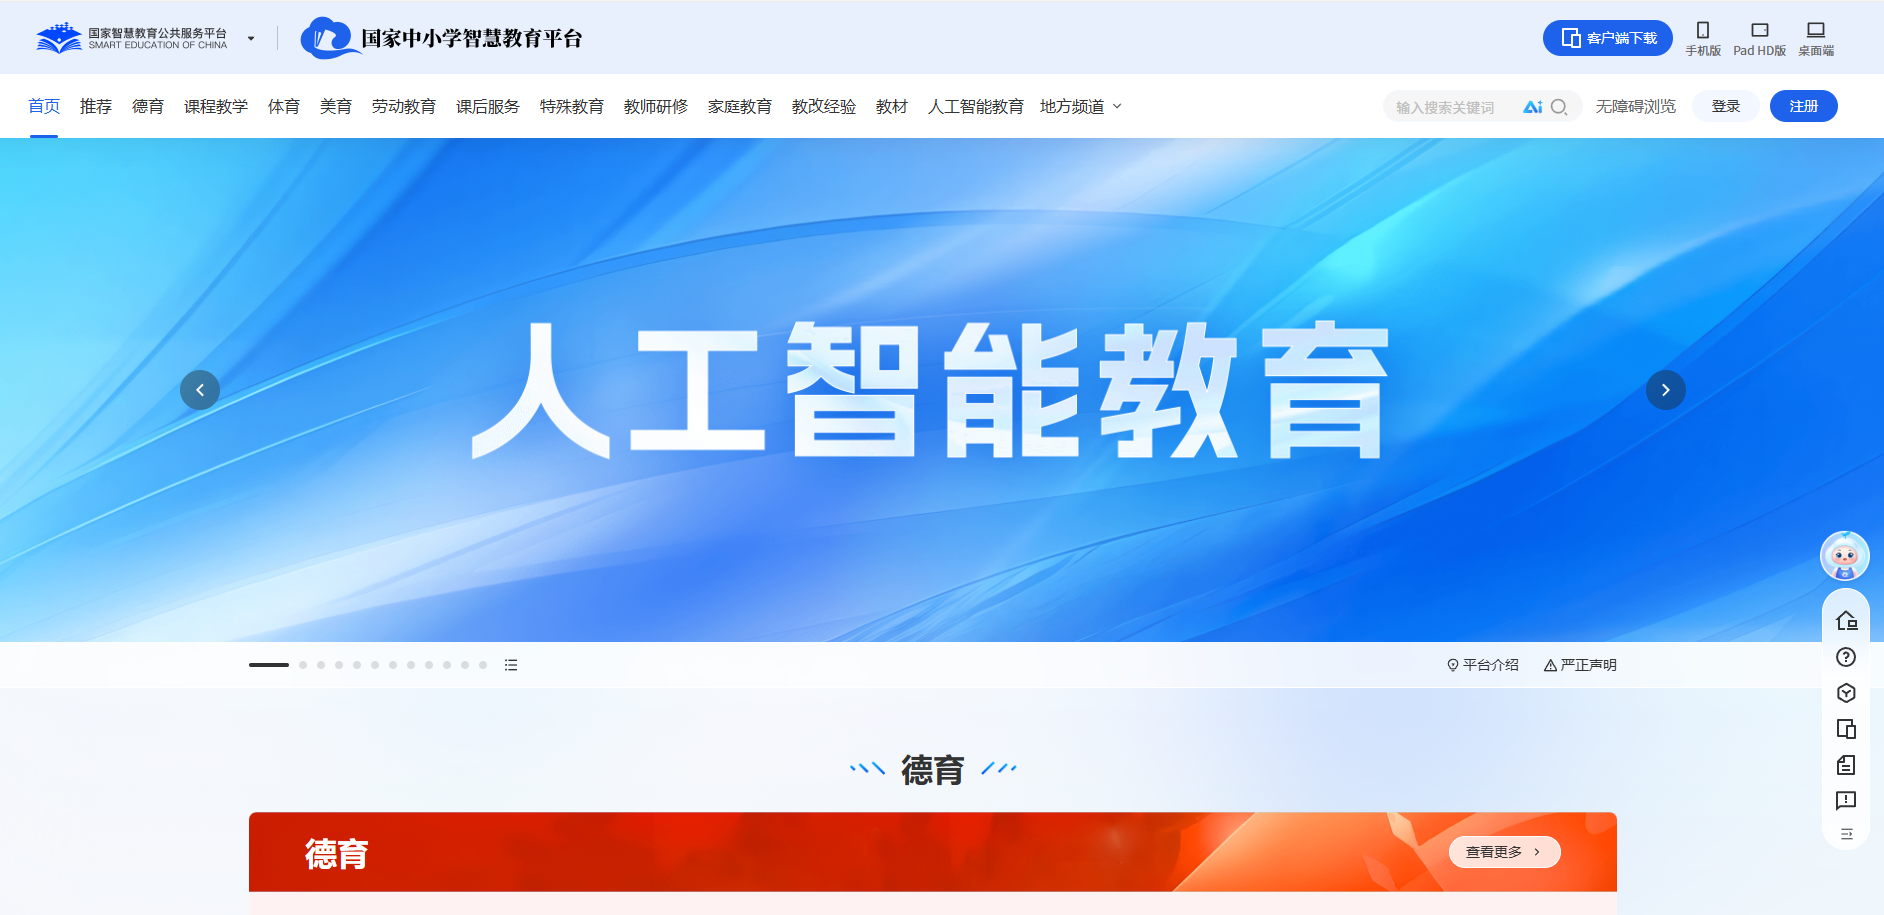 国家智慧教育公共服务平台
SMART EDUCATION OF CHINA
国家中小学智慧教育平台
客户端下载
手机版
Pad HD版
桌面端
首页 推荐 德育 课程教学 体育 美育 劳动教育 课后服务 特殊教育 教师研修 家庭教育 教改经验 教材 人工智能教育 地方频道
输入搜索关键词 Ai 无障碍浏览 登录 注册
人工智能教育
平台介绍 严正声明
德育
德育
查看更多